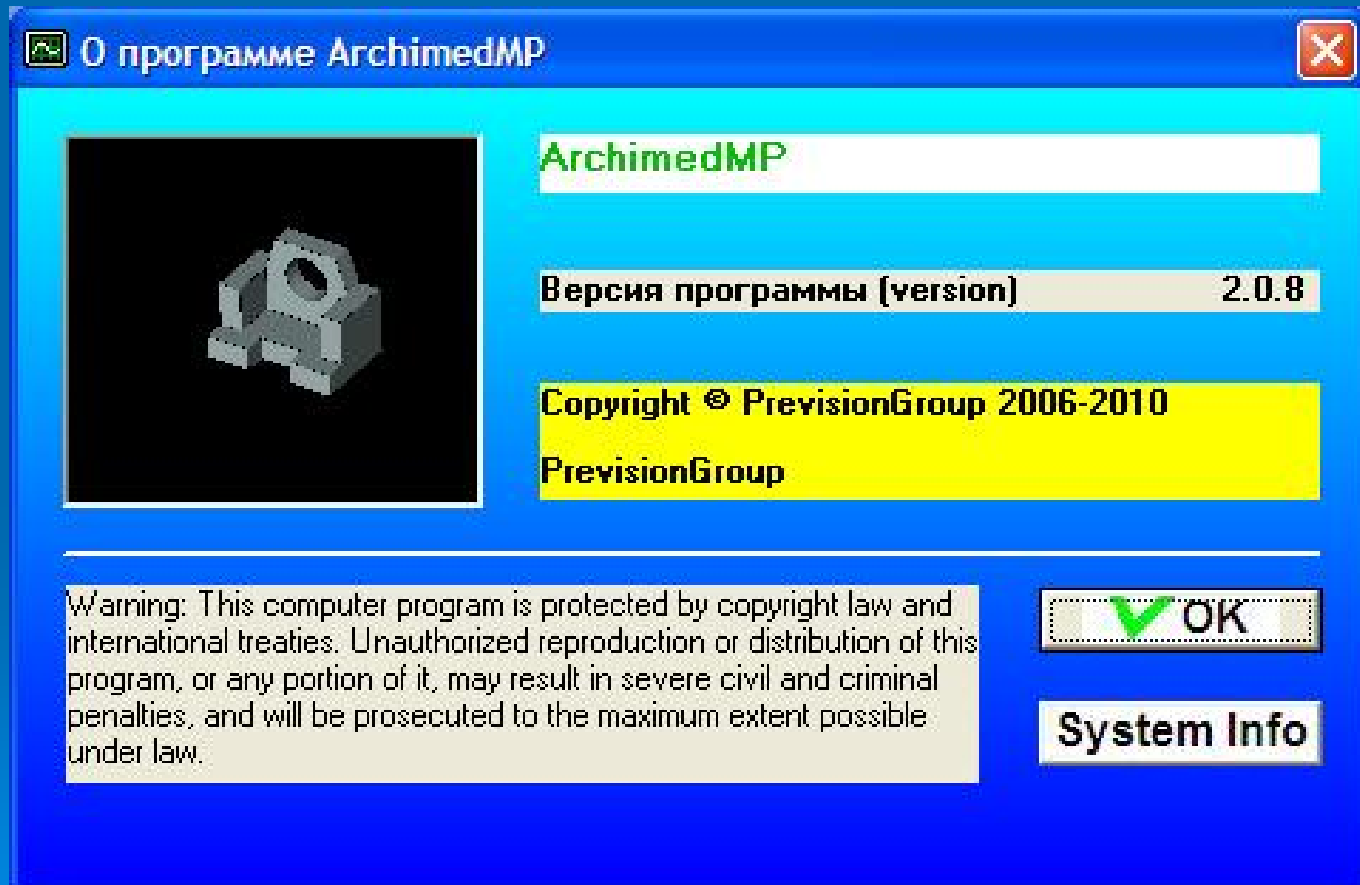 О программе ArchimedMP
ArchimedMP
Версия программы (version) 2.0.8
Copyright © PrevisionGroup 2006-2010
PrevisionGroup
Warning: This computer program is protected by copyright law and
international treaties. Unauthorized reproduction or distribution of this
program, or any portion of it, may result in severe civil and criminal
penalties, and will be prosecuted to the maximum extent possible
under law.
OK
System Info